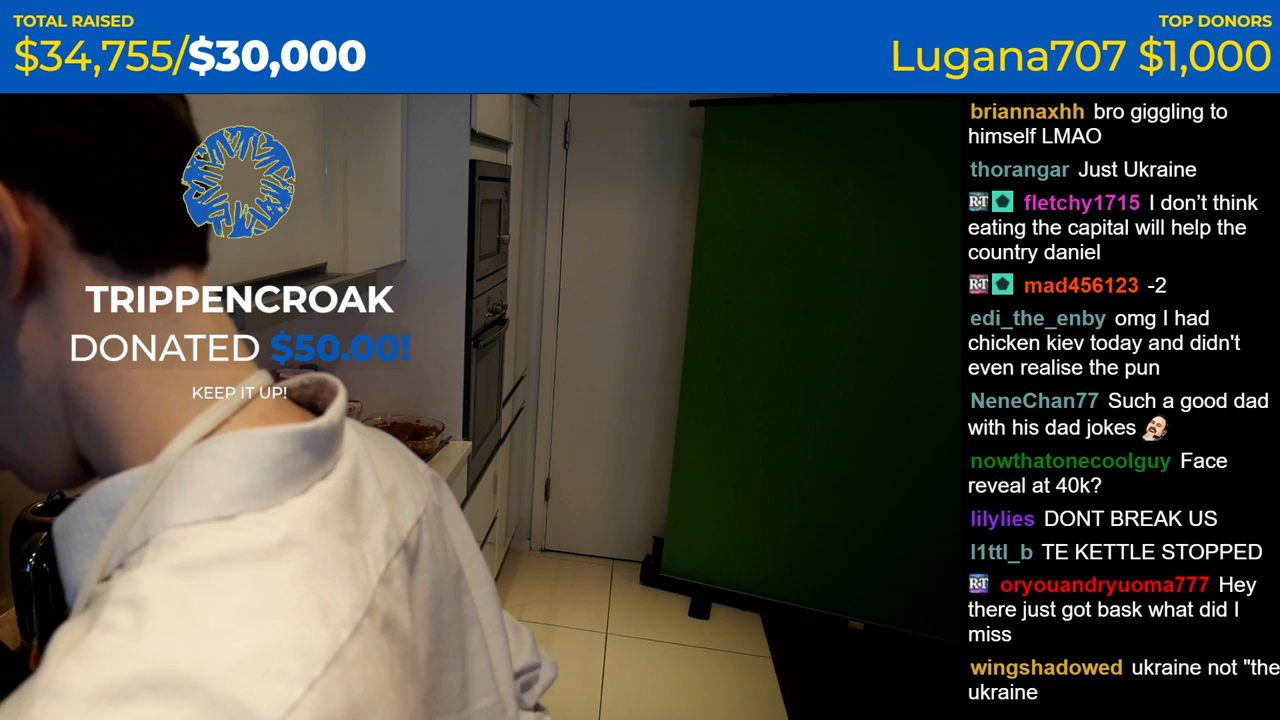 TOTAL RAISED
$34,755/$30,000
TOP DONORS
Lugana707 $1,000
TRIPPENCROAK
DONATED $50.00!
KEEP IT UP!
briannaxhh bro giggling to
himself LMAO
thorangar Just Ukraine
R·T fletchy1715 I don’t think
eating the capital will help the
country daniel
R·T mad456123 -2
edi_the_enby omg I had
chicken kiev today and didn't
even realise the pun
NeneChan77 Such a good dad
with his dad jokes
nowthatonecoolguy Face
reveal at 40k?
lilylies DONT BREAK US
l1ttl_b TE KETTLE STOPPED
R·T oryouandryuoma777 Hey
there just got bask what did I
miss
wingshadowed ukraine not "the
ukraine